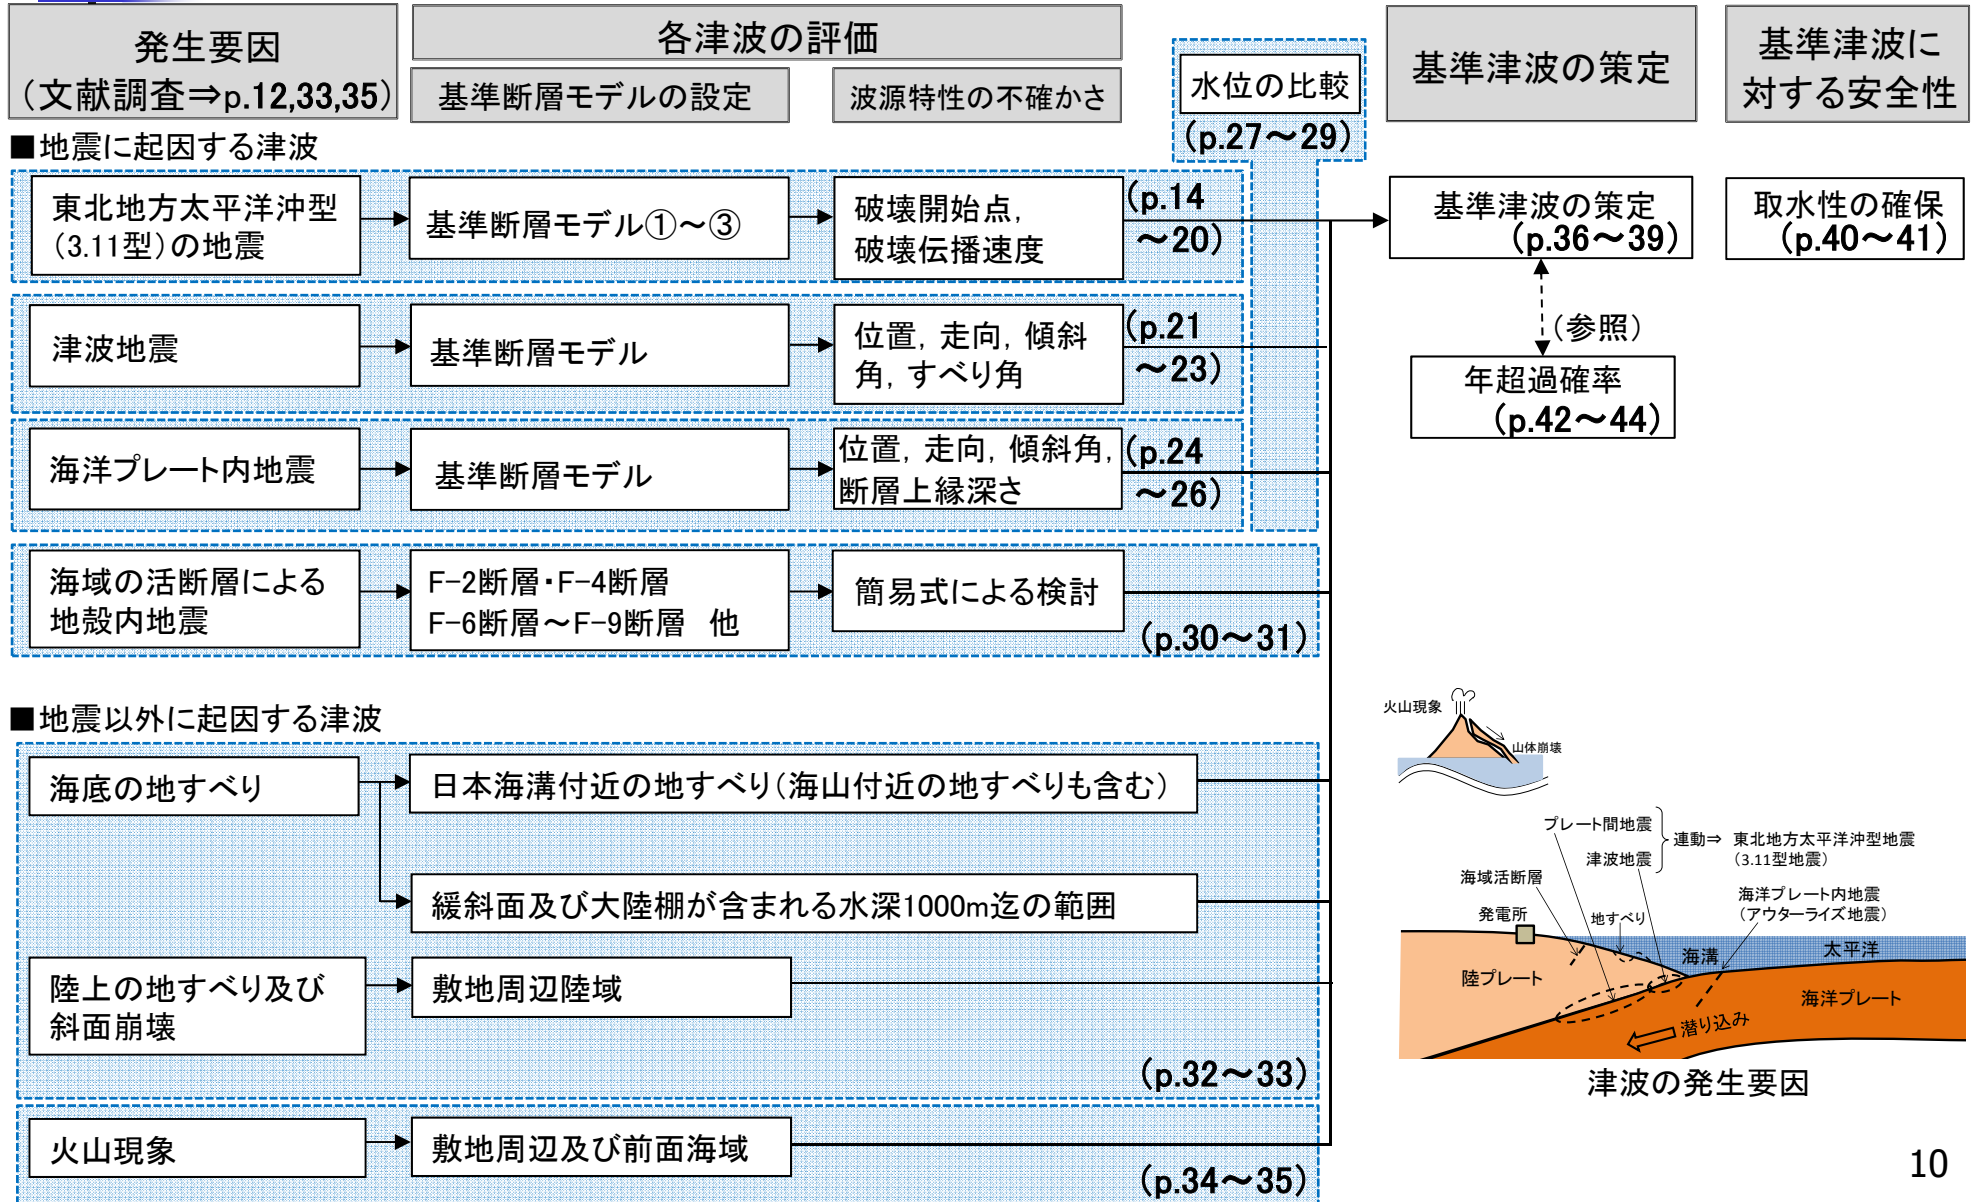 発生要因
（文献調査⇒p.12,33,35）
各津波の評価
基準断層モデルの設定
波源特性の不確かさ
水位の比較
（p.27～29）
基準津波の策定
基準津波に
対する安全性
■地震に起因する津波
東北地方太平洋沖型
（3.11型）の地震
基準断層モデル①～③
破壊開始点，
破壊伝播速度
（p.14
～20）
基準津波の策定
（p.36～39）
取水性の確保
（p.40～41）
（参照）
年超過確率
（p.42～44）
津波地震
基準断層モデル
位置，走向，傾斜
角，すべり角
（p.21
～23）
海洋プレート内地震
基準断層モデル
位置，走向，傾斜角，
断層上縁深さ
（p.24
～26）
海域の活断層による
地殻内地震
F-2断層・F-4断層
F-6断層～F-9断層　他
簡易式による検討
（p.30～31）
■地震以外に起因する津波
海底の地すべり
日本海溝付近の地すべり（海山付近の地すべりも含む）
緩斜面及び大陸棚が含まれる水深1000m迄の範囲
陸上の地すべり及び
斜面崩壊
敷地周辺陸域
（p.32～33）
火山現象
敷地周辺及び前面海域
（p.34～35）
火山現象
山体崩壊
プレート間地震
津波地震
連動⇒
東北地方太平洋沖型地震
（3.11型地震）
海域活断層
海洋プレート内地震
（アウターライズ地震）
発電所
地すべり
海溝
太平洋
陸プレート
海洋プレート
潜り込み
津波の発生要因
10